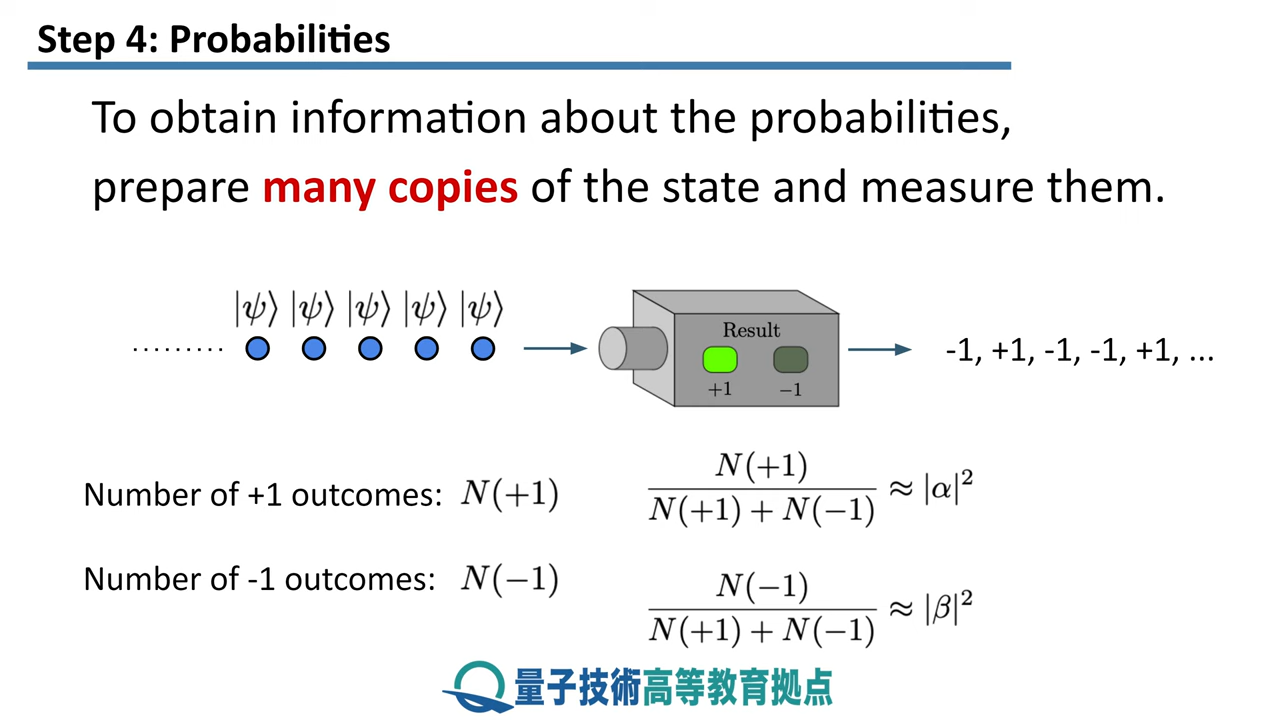 Step 4: Probabilities
To obtain information about the probabilities,
prepare many copies of the state and measure them.
|ψ⟩ |ψ⟩ |ψ⟩ |ψ⟩ |ψ⟩
.........
Result
+1 −1
-1, +1, -1, -1, +1, ...
Number of +1 outcomes: N(+1)
N(+1) / N(+1) + N(−1) ≈ |α|²
Number of -1 outcomes: N(−1)
N(−1) / N(+1) + N(−1) ≈ |β|²
量子技術高等教育拠点